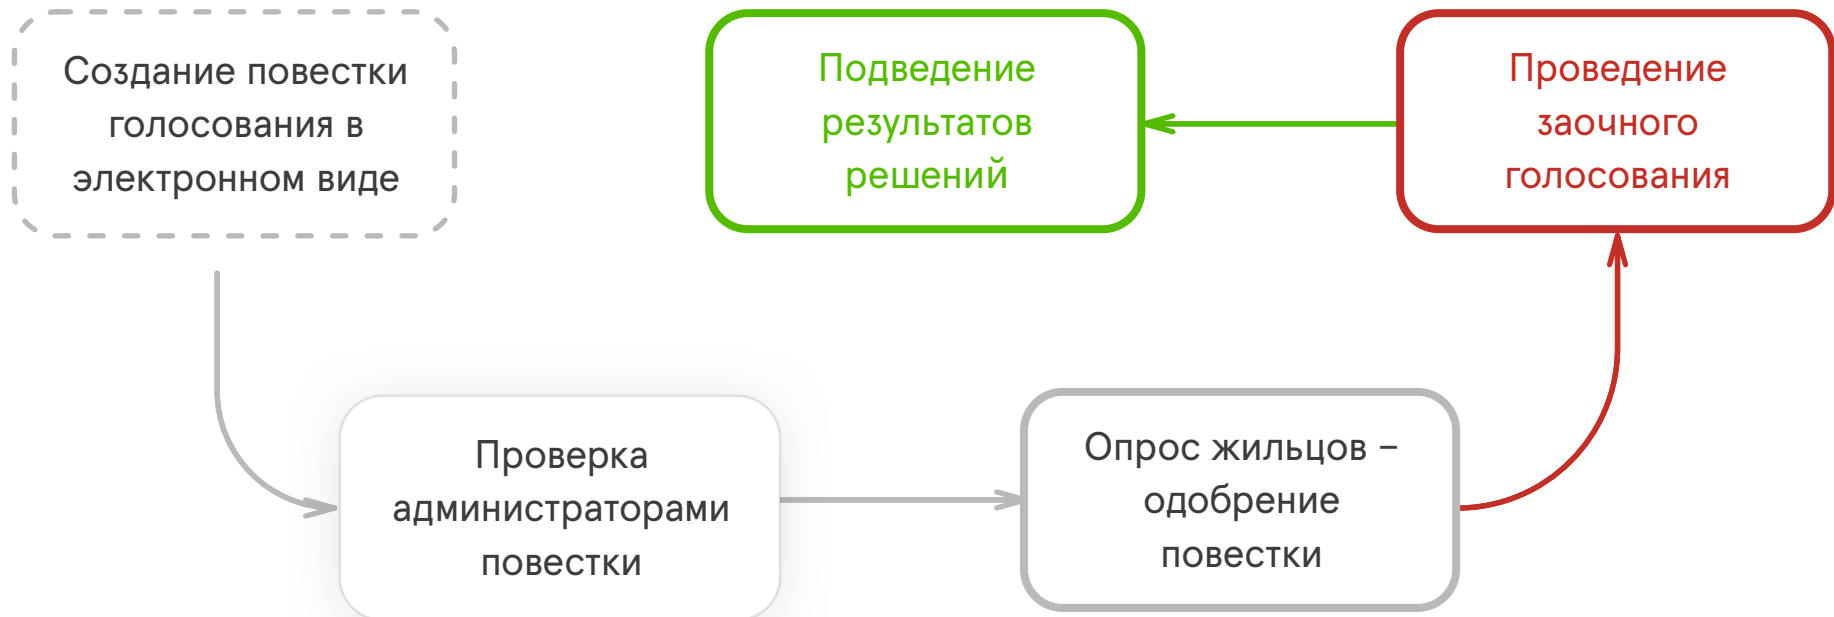 Создание повестки
голосования в
электронном виде
Подведение
результатов
решений
Проведение
заочного
голосования
Проверка
администраторами
повестки
Опрос жильцов –
одобрение
повестки